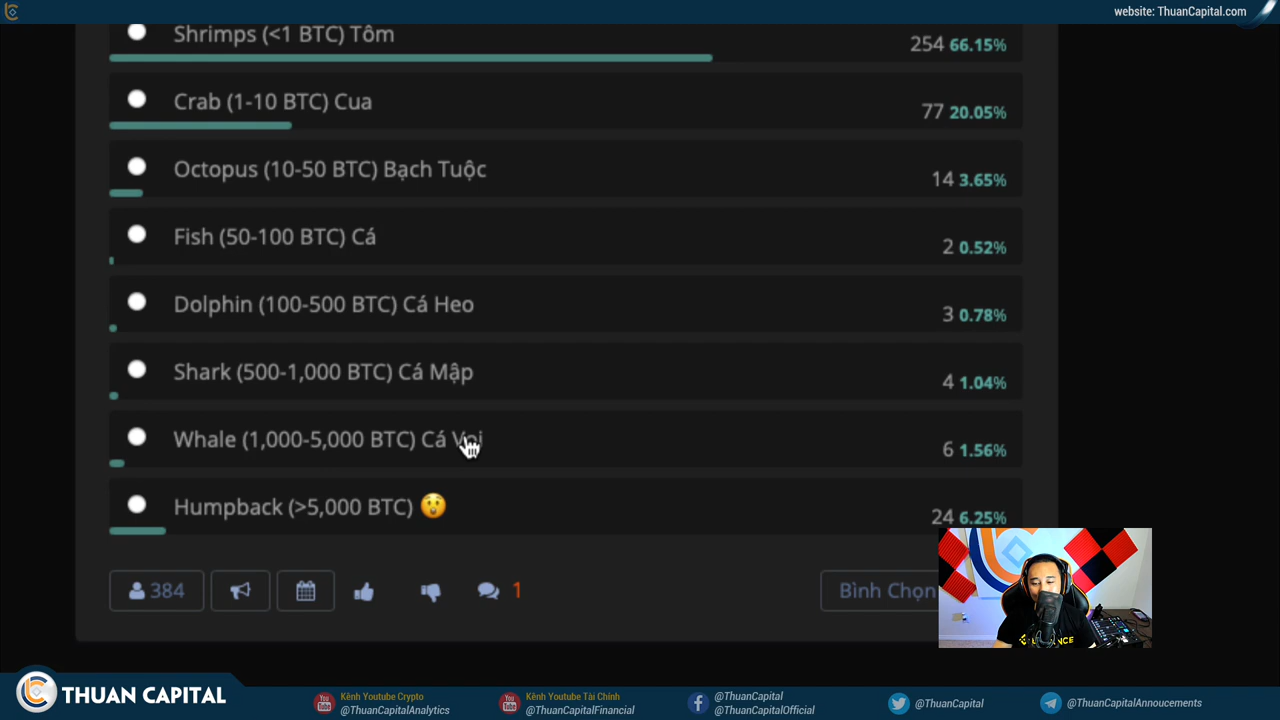 website: ThuanCapital.com
Shrimps (<1 BTC) Tôm
254 66.15%
Crab (1-10 BTC) Cua
77 20.05%
Octopus (10-50 BTC) Bạch Tuộc
14 3.65%
Fish (50-100 BTC) Cá
2 0.52%
Dolphin (100-500 BTC) Cá Heo
3 0.78%
Shark (500-1,000 BTC) Cá Mập
4 1.04%
Whale (1,000-5,000 BTC) Cá
6 1.56%
Humpback (>5,000 BTC) 😲
24 6.25%
384
1
Bình Chọn
THUAN CAPITAL
Kênh Youtube Crypto
@ThuanCapitalAnalytics
Kênh Youtube Tài Chính
@ThuanCapitalFinancial
@ThuanCapital
@ThuanCapitalOfficial
@ThuanCapital
@ThuanCapitalAnnoucements